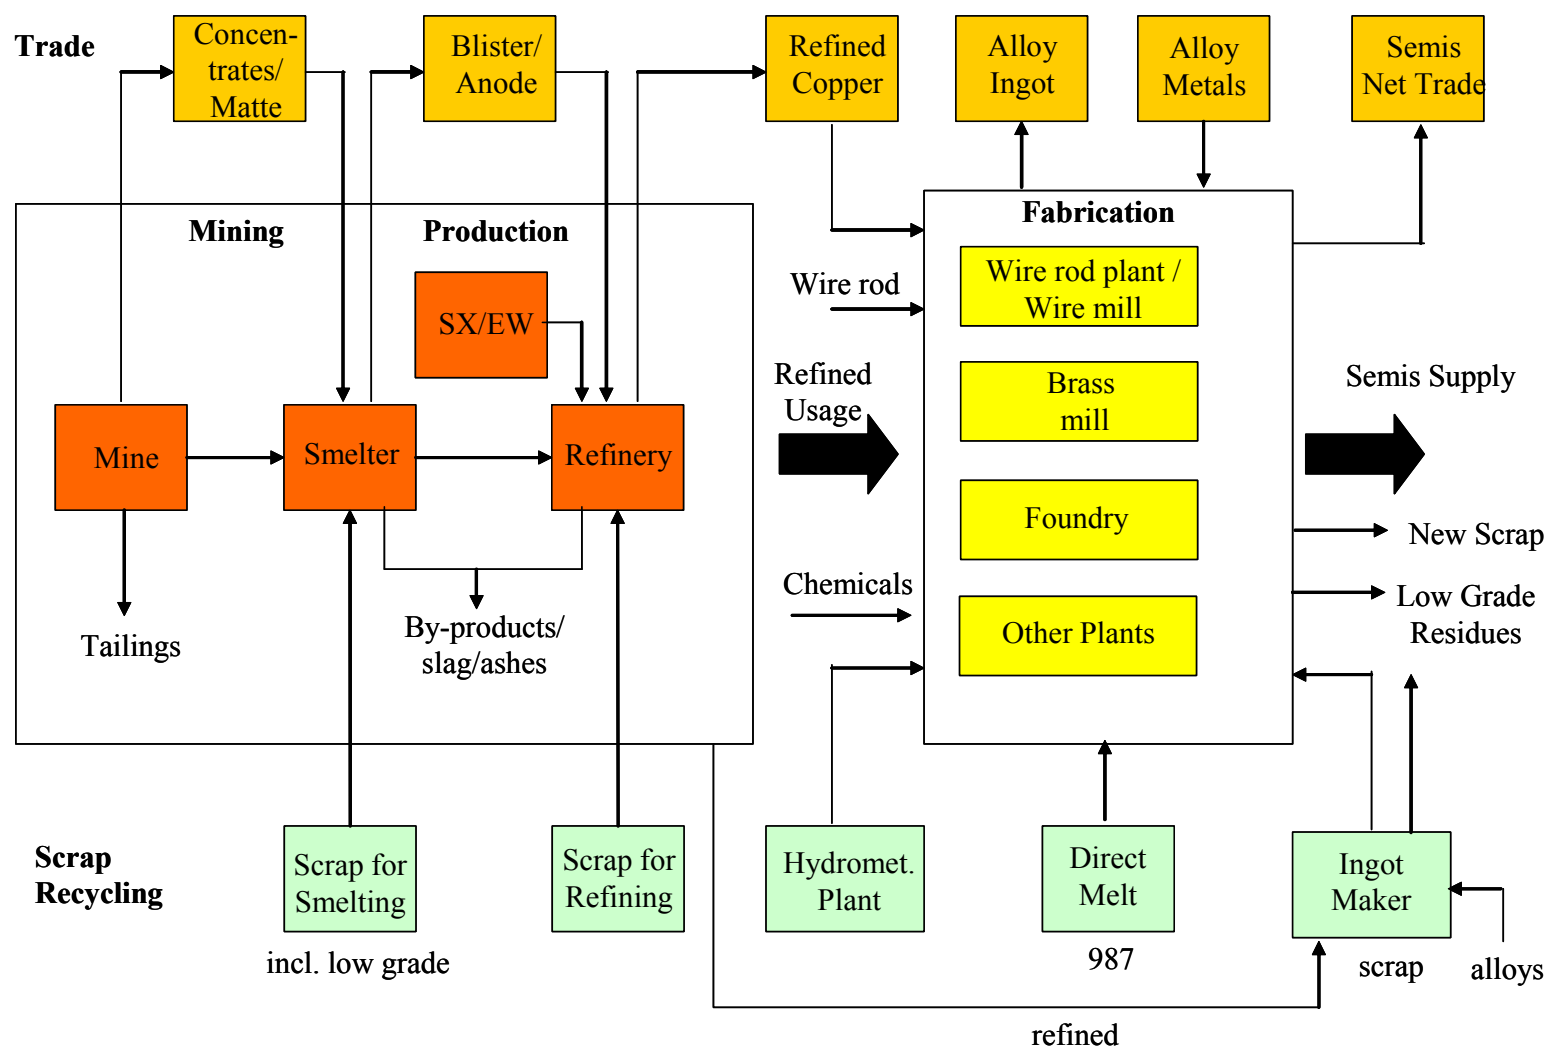 Trade
Concen-
trates/
Matte
Blister/
Anode
Refined
Copper
Alloy
Ingot
Alloy
Metals
Semis
Net Trade
Mining
Production
Fabrication
SX/EW
Wire rod
Wire rod plant /
Wire mill
Refined
Usage
Brass
mill
Semis Supply
Mine
Smelter
Refinery
Foundry
New Scrap
Chemicals
Low Grade
Residues
Tailings
By-products/
slag/ashes
Other Plants
Scrap
Recycling
Scrap for
Smelting
Scrap for
Refining
Hydromet.
Plant
Direct
Melt
Ingot
Maker
incl. low grade
987
scrap
alloys
refined